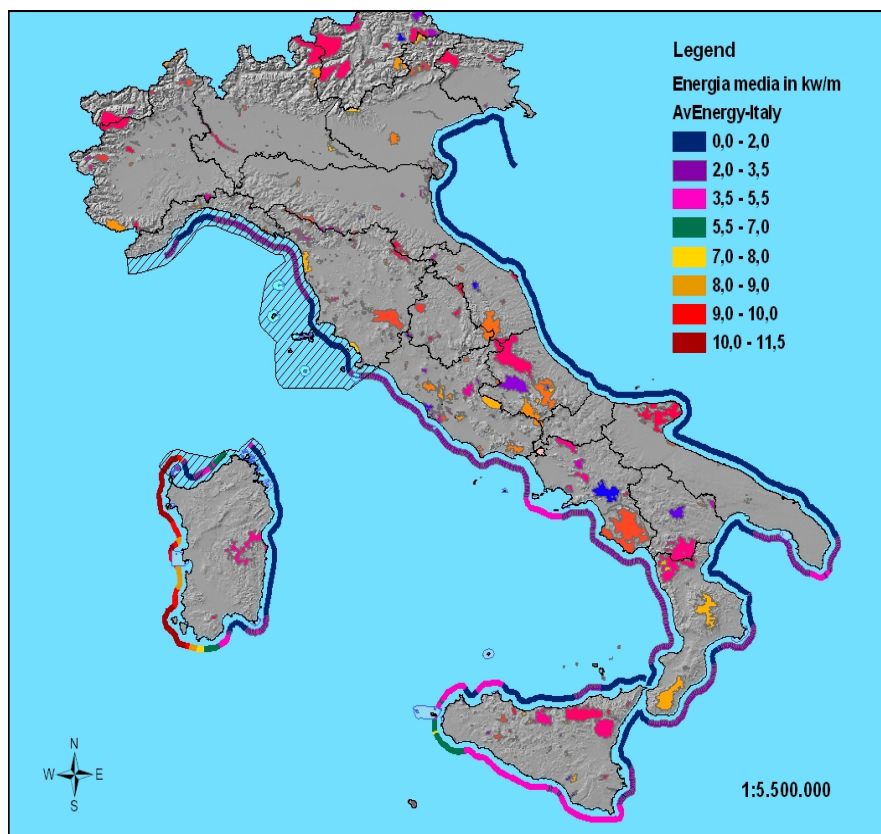 Legend
Energia media in kw/m
AvEnergy-Italy
0,0 - 2,0
2,0 - 3,5
3,5 - 5,5
5,5 - 7,0
7,0 - 8,0
8,0 - 9,0
9,0 - 10,0
10,0 - 11,5
N
W E
S
1:5.500.000